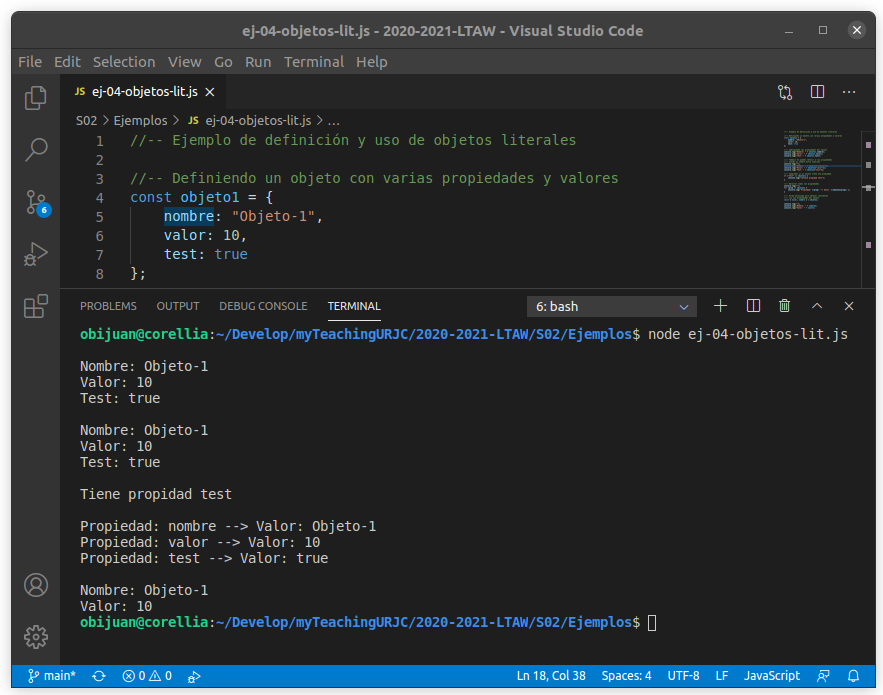 ej-04-objetos-lit.js - 2020-2021-LTAW - Visual Studio Code
File Edit Selection View Go Run Terminal Help
JS ej-04-objetos-lit.js
S02 > Ejemplos > JS ej-04-objetos-lit.js > ...
1 //-- Ejemplo de definición y uso de objetos literales
2
3 //-- Definiendo un objeto con varias propiedades y valores
4 const objeto1 = {
5 nombre: "Objeto-1",
6 valor: 10,
7 test: true
8 };
6
PROBLEMS OUTPUT DEBUG CONSOLE TERMINAL 6: bash
obijuan@corellia:~/Develop/myTeachingURJC/2020-2021-LTAW/S02/Ejemplos$ node ej-04-objetos-lit.js
Nombre: Objeto-1
Valor: 10
Test: true
Nombre: Objeto-1
Valor: 10
Test: true
Tiene propidad test
Propiedad: nombre --> Valor: Objeto-1
Propiedad: valor --> Valor: 10
Propiedad: test --> Valor: true
Nombre: Objeto-1
Valor: 10
obijuan@corellia:~/Develop/myTeachingURJC/2020-2021-LTAW/S02/Ejemplos$
main* 0 0 Ln 18, Col 38 Spaces: 4 UTF-8 LF JavaScript